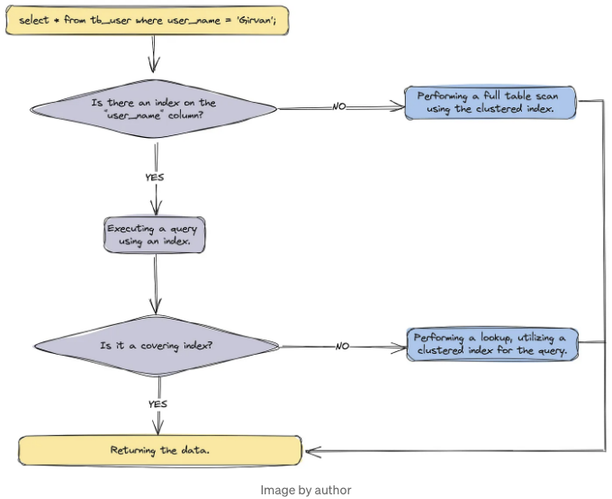 select * from tb_user where user_name = 'Girvan';
Is there an index on the
"user_name" column?
NO
Performing a full table scan
using the clustered index.
YES
Executing a query
using an index.
Is it a covering index?
NO
Performing a lookup, utilizing a
clustered index for the query.
YES
Returning the data.
Image by author